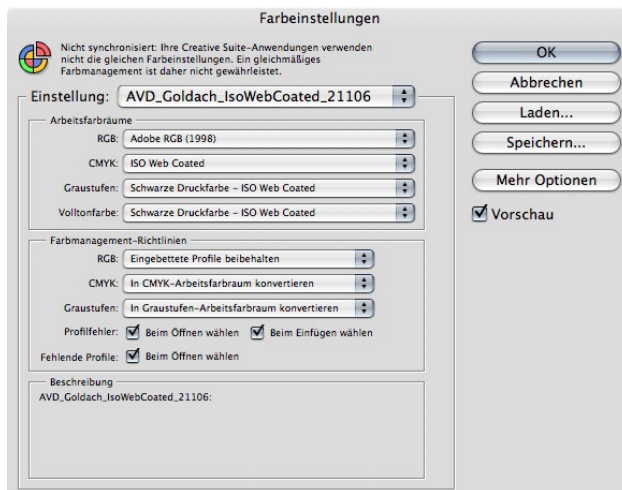 Farbeinstellungen
Nicht synchronisiert: Ihre Creative Suite-Anwendungen verwenden
nicht die gleichen Farbeinstellungen. Ein gleichmäßiges
Farbmanagement ist daher nicht gewährleistet.
OK
Abbrechen
Laden...
Speichern...
Mehr Optionen
Vorschau
Einstellung: AVD_Goldach_IsoWebCoated_21106
Arbeitsfarbräume
RGB: Adobe RGB (1998)
CMYK: ISO Web Coated
Graustufen: Schwarze Druckfarbe – ISO Web Coated
Volltonfarbe: Schwarze Druckfarbe – ISO Web Coated
Farbmanagement-Richtlinien
RGB: Eingebettete Profile beibehalten
CMYK: In CMYK-Arbeitsfarbraum konvertieren
Graustufen: In Graustufen-Arbeitsfarbraum konvertieren
Profilfehler: Beim Öffnen wählen Beim Einfügen wählen
Fehlende Profile: Beim Öffnen wählen
Beschreibung
AVD_Goldach_IsoWebCoated_21106: